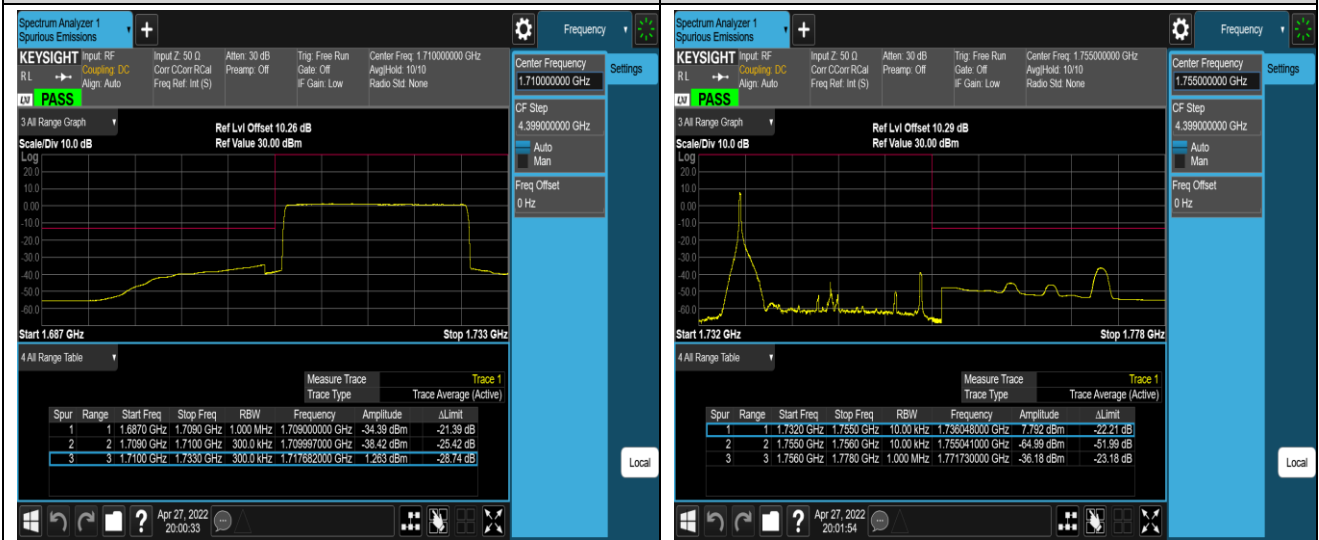 Spectrum Analyzer 1
Spurious Emissions
+
Frequency
KEYSIGHT Input: RF Input Z: 50 Ω Atten: 30 dB Trig: Free Run Center Freq: 1.710000000 GHz
Coupling: DC Corr CCorr RCal Preamp: Off Gate: Off Avg|Hold: 10/10
RL Align: Auto Freq Ref: Int (S) IF Gain: Low Radio Std: None
LXI PASS
Center Frequency
1.710000000 GHz
Settings
CF Step
4.399000000 GHz
Auto
Man
Freq Offset
0 Hz
3 All Range Graph
Ref Lvl Offset 10.26 dB
Scale/Div 10.0 dB Ref Value 30.00 dBm
Log
20.0
10.0
0.00
-10.0
-20.0
-30.0
-40.0
-50.0
-60.0
Start 1.687 GHz Stop 1.733 GHz
4 All Range Table
Measure Trace Trace 1
Trace Type Trace Average (Active)
Spur Range Start Freq Stop Freq RBW Frequency Amplitude ΔLimit
1 1 1.6870 GHz 1.7090 GHz 1.000 MHz 1.709000000 GHz -34.39 dBm -21.39 dB
2 2 1.7090 GHz 1.7100 GHz 300.0 kHz 1.709997000 GHz -38.42 dBm -25.42 dB
3 3 1.7100 GHz 1.7330 GHz 300.0 kHz 1.717682000 GHz 1.263 dBm -28.74 dB
Local
? Apr 27, 2022
20:00:33
Spectrum Analyzer 1
Spurious Emissions
+
Frequency
KEYSIGHT Input: RF Input Z: 50 Ω Atten: 30 dB Trig: Free Run Center Freq: 1.755000000 GHz
Coupling: DC Corr CCorr RCal Preamp: Off Gate: Off Avg|Hold: 10/10
RL Align: Auto Freq Ref: Int (S) IF Gain: Low Radio Std: None
LXI PASS
Center Frequency
1.755000000 GHz
Settings
CF Step
4.399000000 GHz
Auto
Man
Freq Offset
0 Hz
3 All Range Graph
Ref Lvl Offset 10.29 dB
Scale/Div 10.0 dB Ref Value 30.00 dBm
Log
20.0
10.0
0.00
-10.0
-20.0
-30.0
-40.0
-50.0
-60.0
Start 1.732 GHz Stop 1.778 GHz
4 All Range Table
Measure Trace Trace 1
Trace Type Trace Average (Active)
Spur Range Start Freq Stop Freq RBW Frequency Amplitude ΔLimit
1 1 1.7320 GHz 1.7550 GHz 10.00 kHz 1.736048000 GHz 7.792 dBm -22.21 dB
2 2 1.7550 GHz 1.7560 GHz 10.00 kHz 1.755041000 GHz -64.99 dBm -51.99 dB
3 3 1.7560 GHz 1.7780 GHz 1.000 MHz 1.771730000 GHz -36.18 dBm -23.18 dB
Local
? Apr 27, 2022
20:01:54